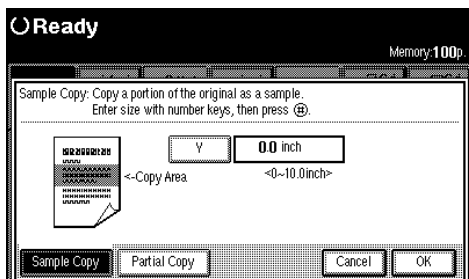 Ready
Memory:100p.
Sample Copy: Copy a portion of the original as a sample.
Enter size with number keys, then press (#).
Y 0.0 inch
<-Copy Area <0~10.0inch>
Sample Copy Partial Copy Cancel OK